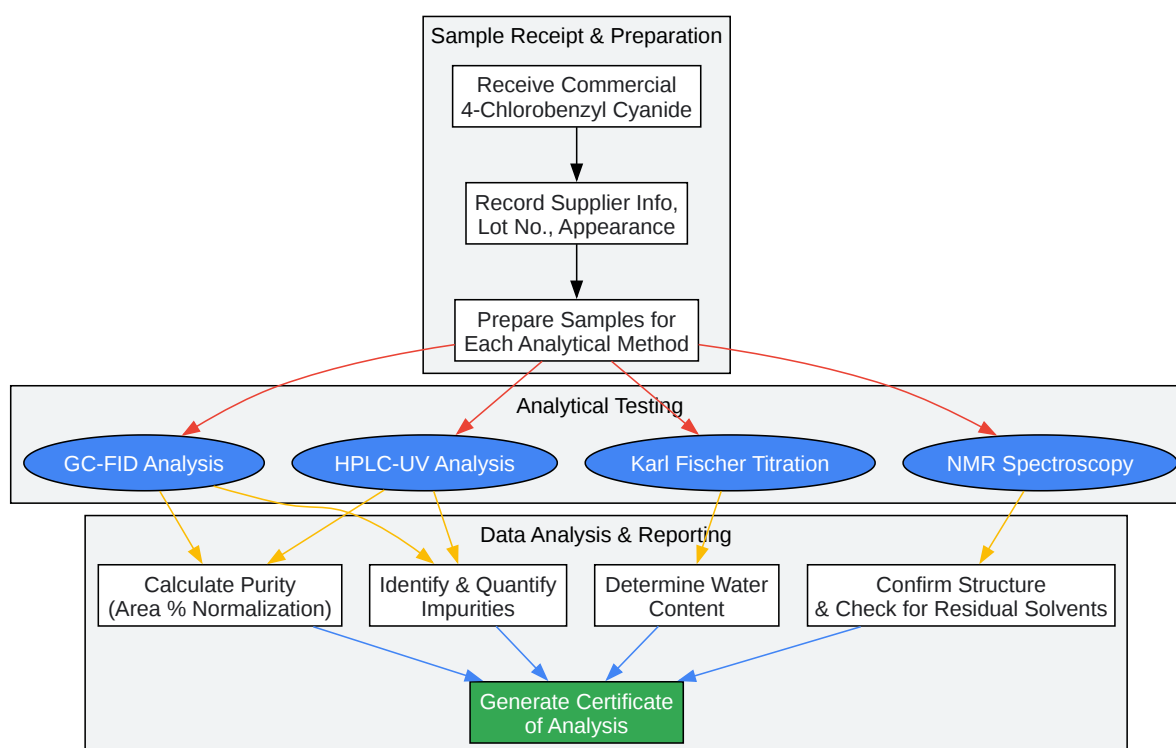 Sample Receipt & Preparation
Receive Commercial
4-Chlorobenzyl Cyanide
Record Supplier Info,
Lot No., Appearance
Prepare Samples for
Each Analytical Method
Analytical Testing
GC-FID Analysis
HPLC-UV Analysis
Karl Fischer Titration
NMR Spectroscopy
Data Analysis & Reporting
Calculate Purity
(Area % Normalization)
Identify & Quantify
Impurities
Determine Water
Content
Confirm Structure
& Check for Residual Solvents
Generate Certificate
of Analysis